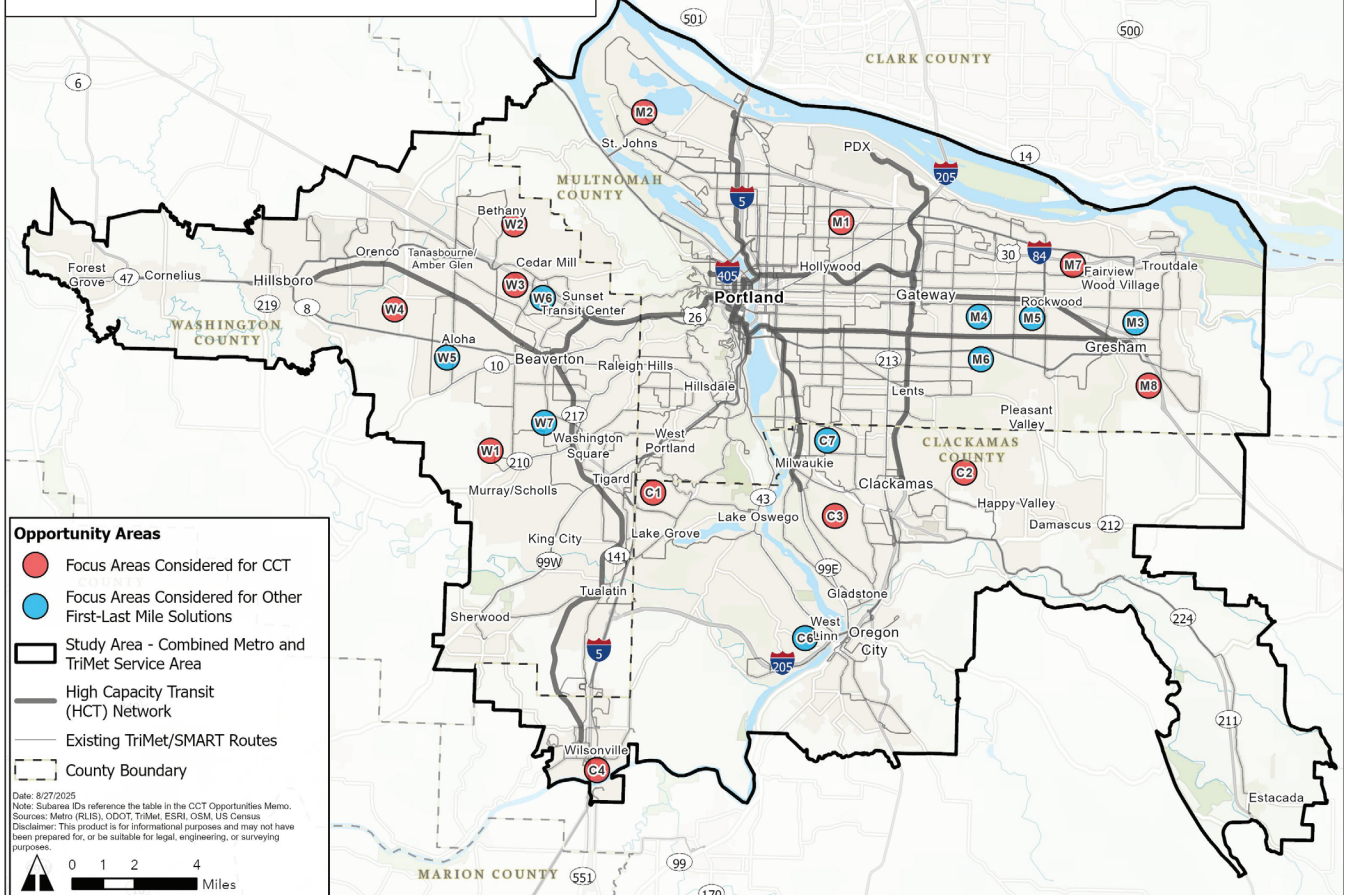 501
500
CLARK COUNTY
6
M2
St. Johns
PDX
14
205
MULTNOMAH
COUNTY
5
Bethany
W2
M1
Orenco
Tanasbourne/
Amber Glen
Cedar Mill
405
Hollywood
30
84
M7
Fairview
Wood Village
Troutdale
Forest
Grove
47
Cornelius
Hillsboro
W3
W6
Sunset
Transit Center
Portland
Gateway
Rockwood
219
8
W4
26
M4
M5
M3
WASHINGTON
COUNTY
Aloha
W5
10
Beaverton
Raleigh Hills
213
M6
Gresham
Hillsdale
Lents
M8
W7
217
Washington
Square
West
Portland
Pleasant
Valley
C7
CLACKAMAS
COUNTY
W1
210
Milwaukie
C2
Murray/Scholls
Tigard
C1
43
Clackamas
Happy Valley
Lake Oswego
C3
Damascus
212
King City
Lake Grove
99W
141
99E
Tualatin
Gladstone
Sherwood
224
C6
West
Linn
Oregon
City
5
205
211
Wilsonville
C4
Estacada
MARION COUNTY
551
99
170
Opportunity Areas
Focus Areas Considered for CCT
COUNTY
Focus Areas Considered for Other
First-Last Mile Solutions
Study Area - Combined Metro and
TriMet Service Area
High Capacity Transit
(HCT) Network
Existing TriMet/SMART Routes
County Boundary
Date: 8/27/2025
Note: Subarea IDs reference the table in the CCT Opportunities Memo.
Sources: Metro (RLIS), ODOT, TriMet, ESRI, OSM, US Census
Disclaimer: This product is for informational purposes and may not have
been prepared for, or be suitable for legal, engineering, or surveying
purposes.
0 1 2 4
Miles